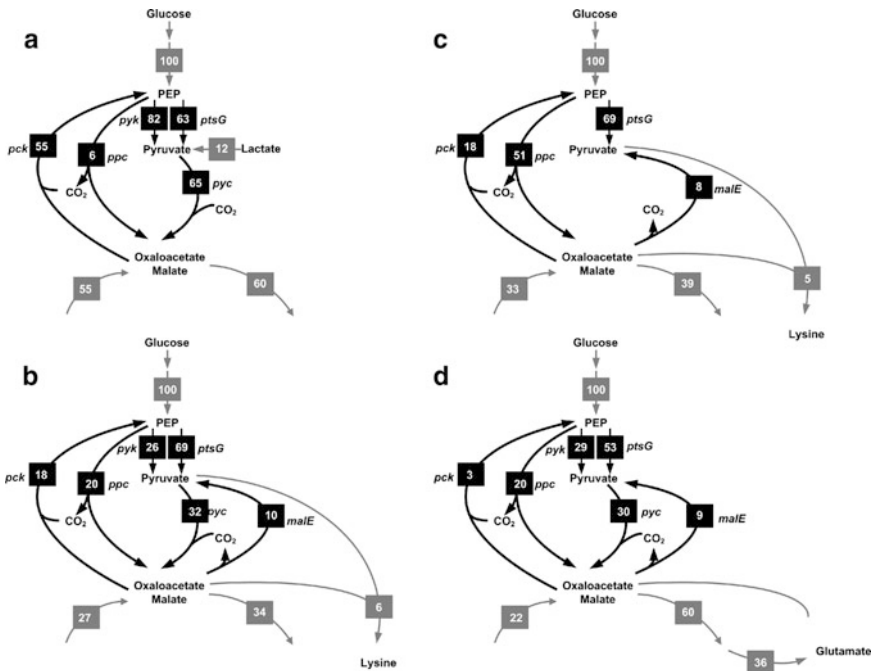 a
Glucose
100
PEP
pyk 82 63 ptsG
pck 55
6 ppc
Pyruvate 12 Lactate
65 pyc
CO2
CO2
Oxaloacetate
Malate
55
60
c
Glucose
100
PEP
69 ptsG
pck 18
51 ppc
Pyruvate
8 malE
CO2
CO2
Oxaloacetate
Malate
33
39
5
Lysine
b
Glucose
100
PEP
pyk 26 69 ptsG
pck 18
20 ppc
Pyruvate
32 pyc
10 malE
CO2
CO2
Oxaloacetate
Malate
27
34
6
Lysine
d
Glucose
100
PEP
pyk 29 53 ptsG
pck 3
20 ppc
Pyruvate
30 pyc
9 malE
CO2
CO2
Oxaloacetate
Malate
22
60
36
Glutamate